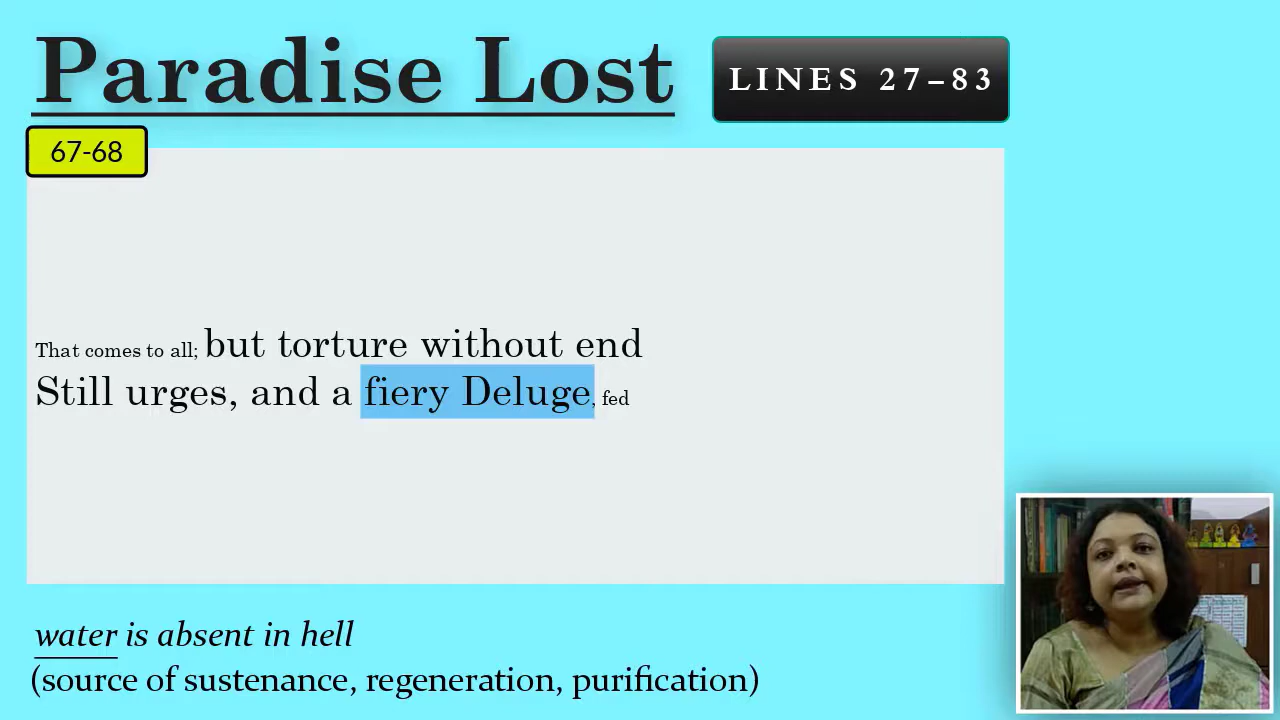 Paradise Lost
LINES 27–83
67-68
That comes to all; but torture without end
Still urges, and a fiery Deluge, fed
water is absent in hell
(source of sustenance, regeneration, purification)